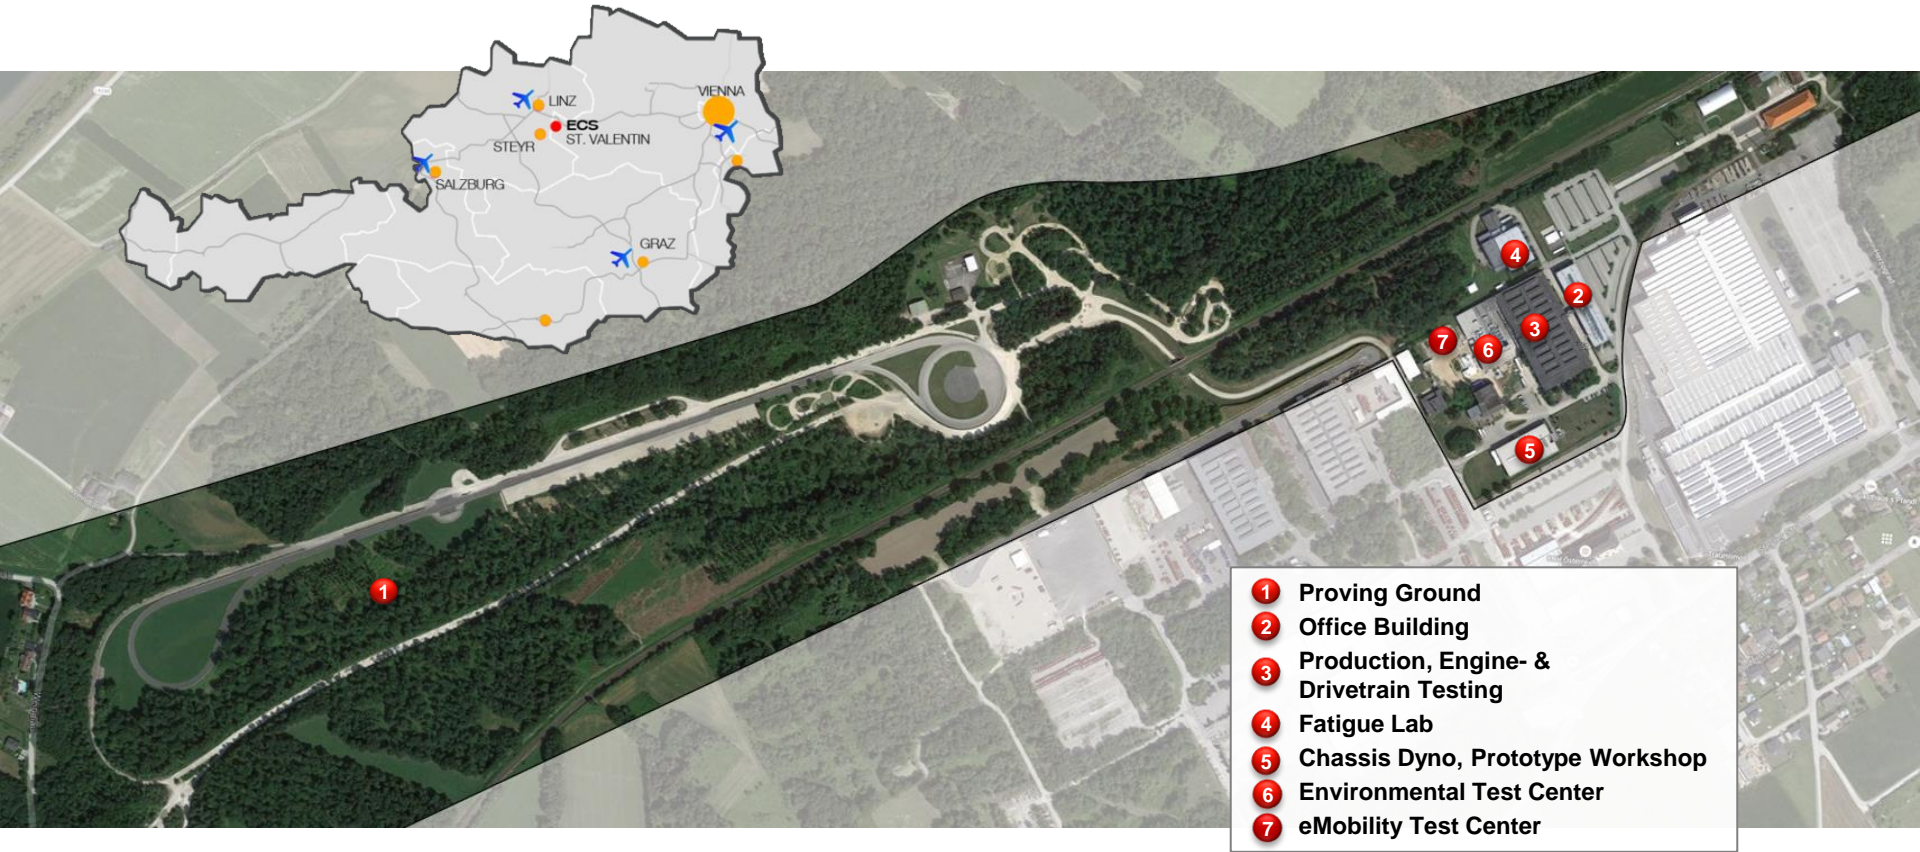 LINZ
VIENNA
ECS
ST. VALENTIN
STEYR
SALZBURG
GRAZ
4
2
3
7
6
5
1
1 Proving Ground
2 Office Building
3 Production, Engine- &
Drivetrain Testing
4 Fatigue Lab
5 Chassis Dyno, Prototype Workshop
6 Environmental Test Center
7 eMobility Test Center